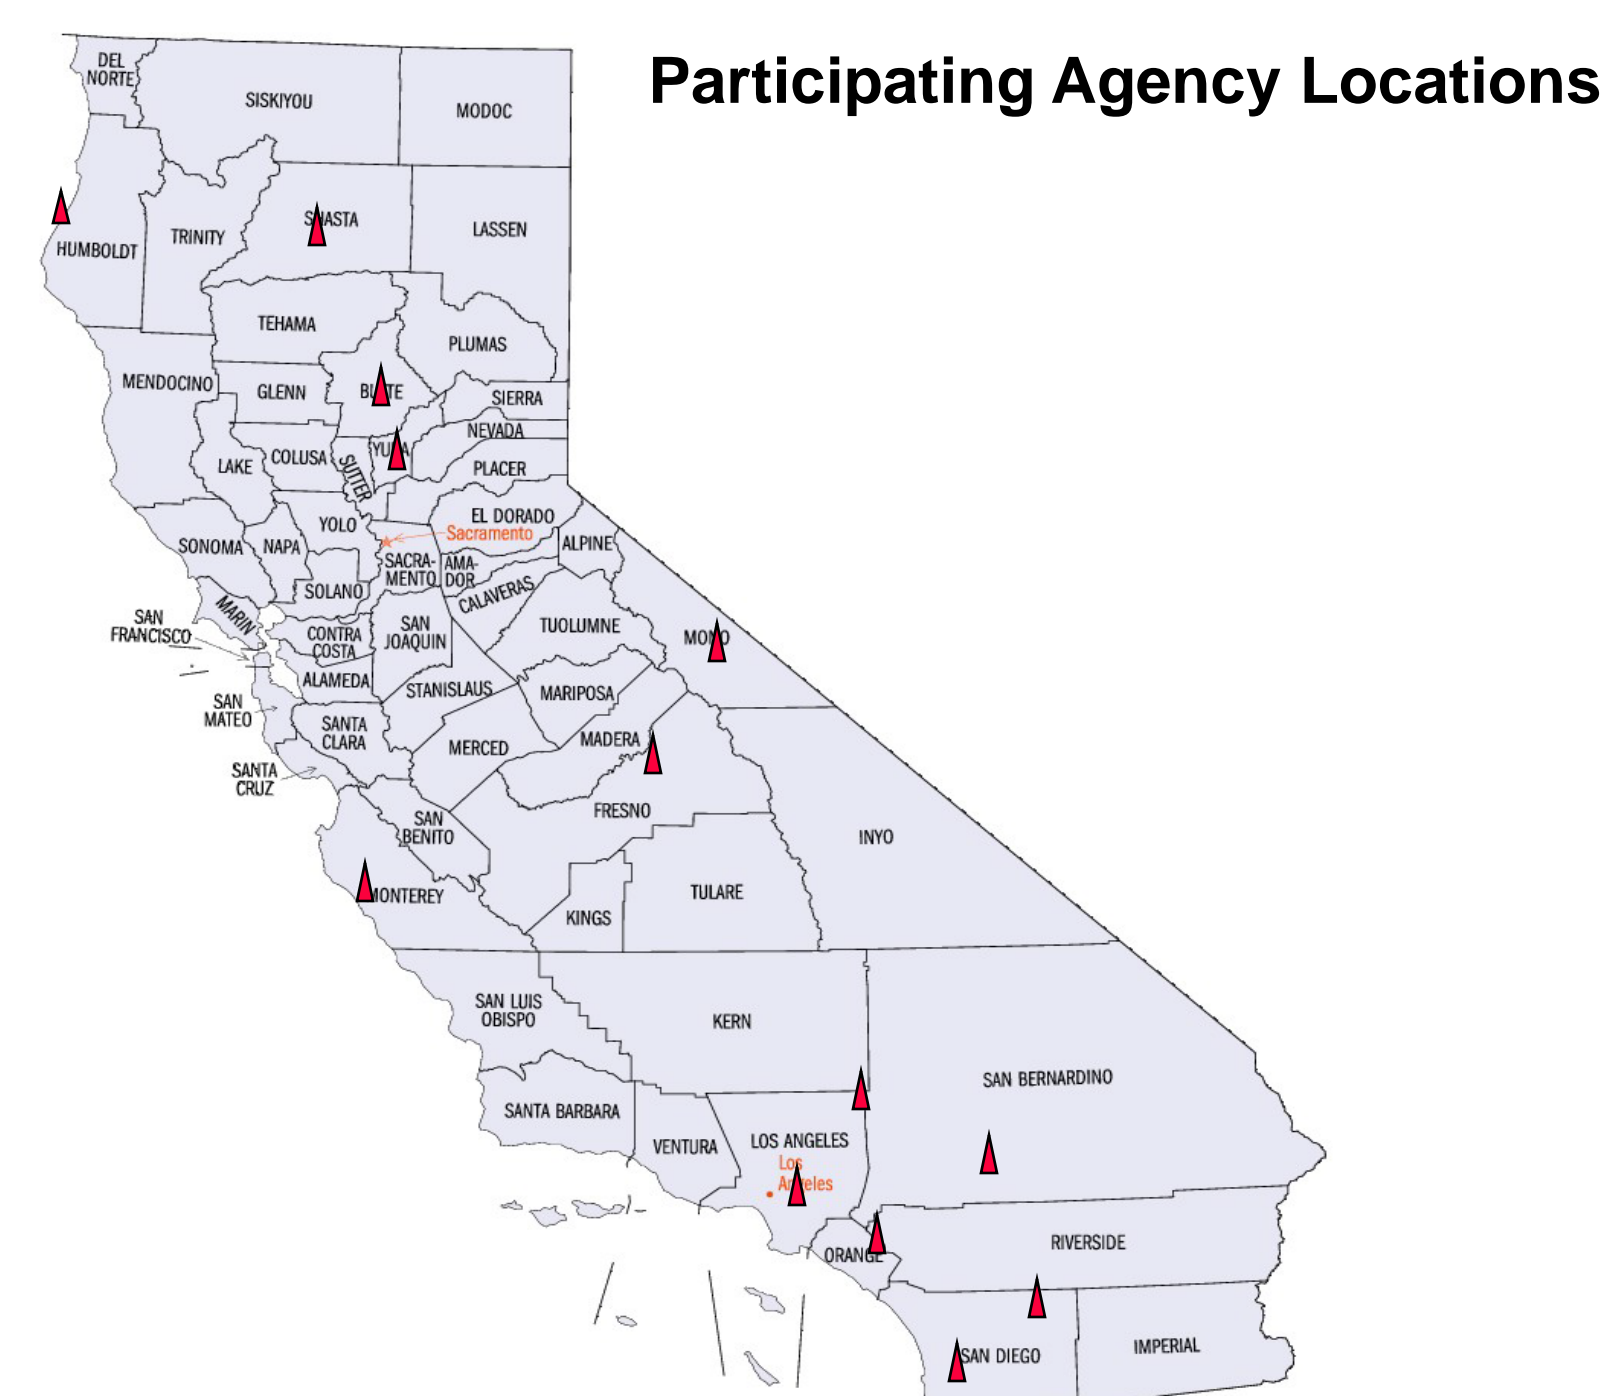 Participating Agency Locations
DEL
NORTE
SISKIYOU
MODOC
SHASTA
LASSEN
HUMBOLDT
TRINITY
TEHAMA
PLUMAS
MENDOCINO
GLENN
BUTTE
SIERRA
NEVADA
YUBA
LAKE
COLUSA
SUTTER
PLACER
YOLO
EL DORADO
Sacramento
SONOMA
NAPA
SACRA-
MENTO
AMA-
DOR
ALPINE
SOLANO
CALAVERAS
MARIN
SAN
FRANCISCO
CONTRA
COSTA
SAN
JOAQUIN
TUOLUMNE
MONO
ALAMEDA
STANISLAUS
MARIPOSA
SAN
MATEO
SANTA
CLARA
MERCED
MADERA
SANTA
CRUZ
FRESNO
SAN
BENITO
INYO
MONTEREY
KINGS
TULARE
SAN LUIS
OBISPO
KERN
SAN BERNARDINO
SANTA BARBARA
VENTURA
LOS ANGELES
Los
Angeles
ORANGE
RIVERSIDE
SAN DIEGO
IMPERIAL